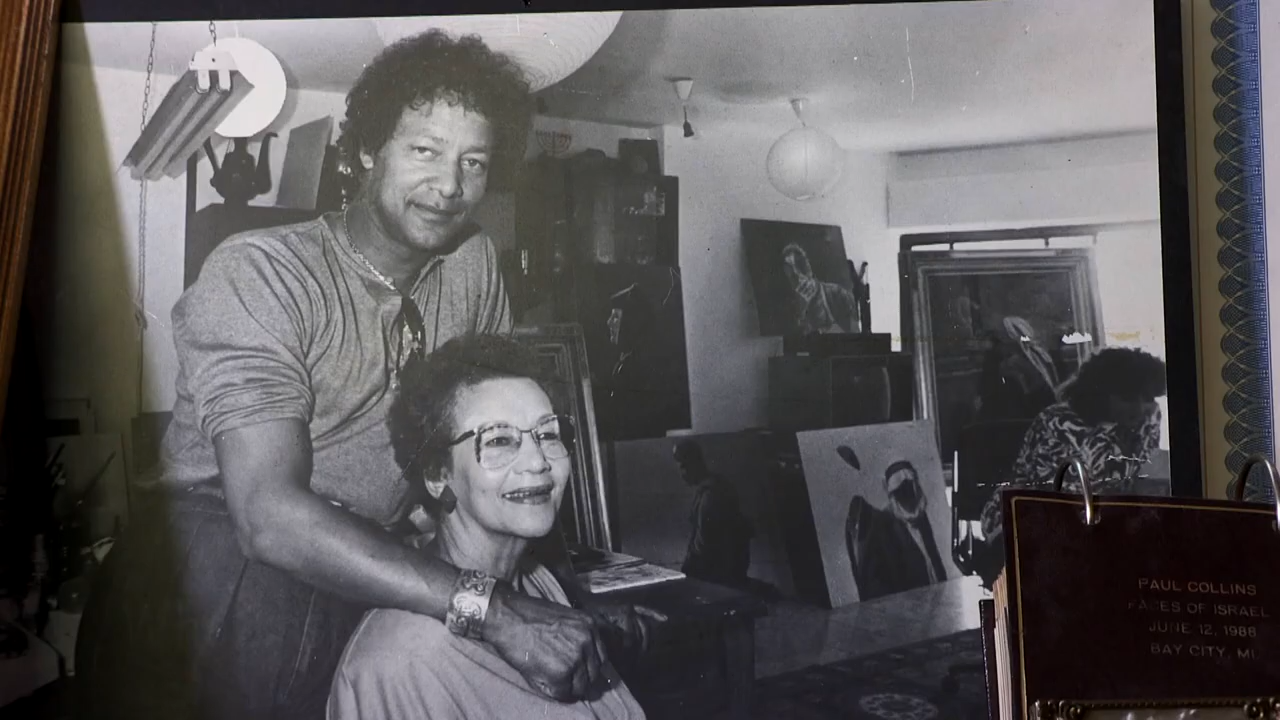 PAUL COLLINS
FACES OF ISRAEL
JUNE 12, 1988
BAY CITY, MI